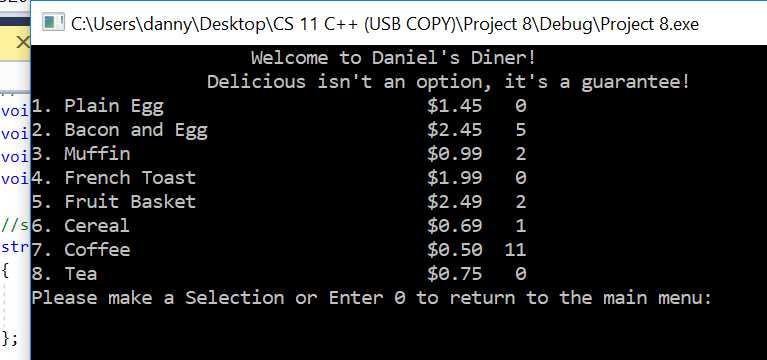 C:\Users\danny\Desktop\CS 11 C++ (USB COPY)\Project 8\Debug\Project 8.exe
Welcome to Daniel's Diner!
Delicious isn't an option, it's a guarantee!
1. Plain Egg $1.45 0
2. Bacon and Egg $2.45 5
3. Muffin $0.99 2
4. French Toast $1.99 0
5. Fruit Basket $2.49 2
6. Cereal $0.69 1
7. Coffee $0.50 11
8. Tea $0.75 0
Please make a Selection or Enter 0 to return to the main menu:
voi
voi
voi
voi
//s
str
{
};